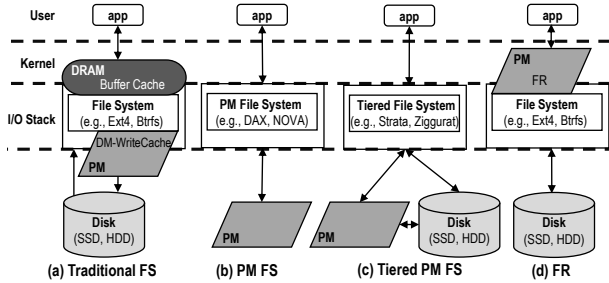 User
app
app
app
app
Kernel
DRAM
Buffer Cache
PM
FR
I/O Stack
File System
(e.g., Ext4, Btrfs)
DM-WriteCache
PM
PM File System
(e.g., DAX, NOVA)
Tiered File System
(e.g., Strata, Ziggurat)
File System
(e.g., Ext4, Btrfs)
Disk
(SSD, HDD)
PM
PM
Disk
(SSD, HDD)
Disk
(SSD, HDD)
(a) Traditional FS
(b) PM FS
(c) Tiered PM FS
(d) FR